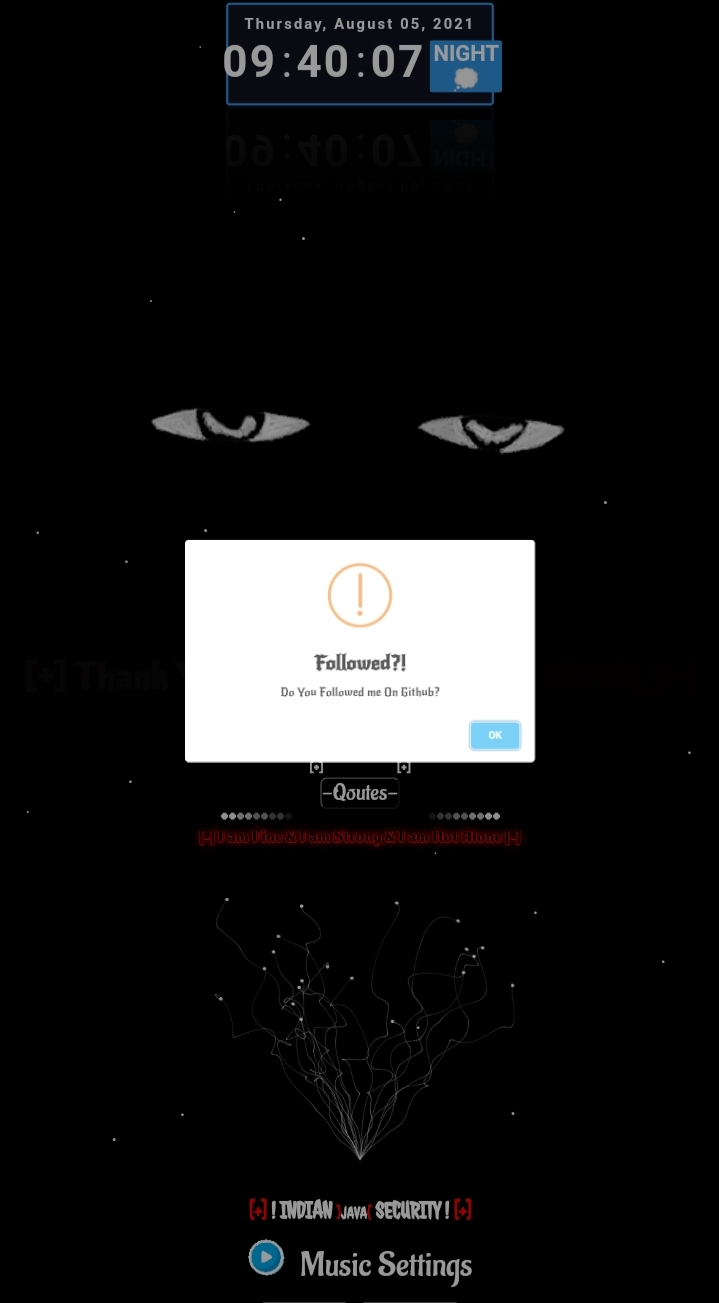 Thursday, August 05, 2021
09:40:07 NIGHT
[+] Thank
Followed?!
Do You Followed me On Github?
OK
[+] [+]
-Qoutes-
[+] I am Fine & I am Strong & I am Not Alone [+]
[+] ! INDIAN }JAVA{ SECURITY ! [+]
Music Settings